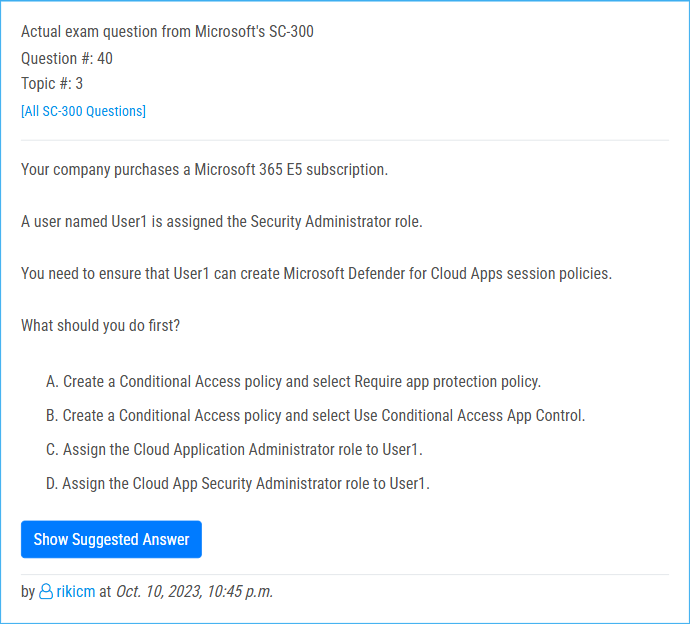 Actual exam question from Microsoft's SC-300
Question #: 40
Topic #: 3
[All SC-300 Questions]
Your company purchases a Microsoft 365 E5 subscription.
A user named User1 is assigned the Security Administrator role.
You need to ensure that User1 can create Microsoft Defender for Cloud Apps session policies.
What should you do first?
A. Create a Conditional Access policy and select Require app protection policy.
B. Create a Conditional Access policy and select Use Conditional Access App Control.
C. Assign the Cloud Application Administrator role to User1.
D. Assign the Cloud App Security Administrator role to User1.
Show Suggested Answer
by rikicm at Oct. 10, 2023, 10:45 p.m.